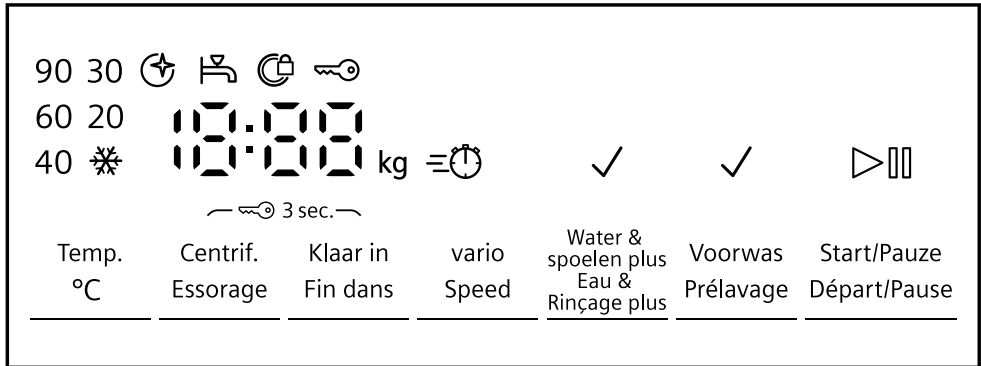 90 30
60 20
18:88
40 kg
3 sec.
Temp.
°C
Centrif.
Essorage
Klaar in
Fin dans
vario
Speed
Water &
spoelen plus
Eau &
Rinçage plus
Voorwas
Prélavage
Start/Pauze
Départ/Pause